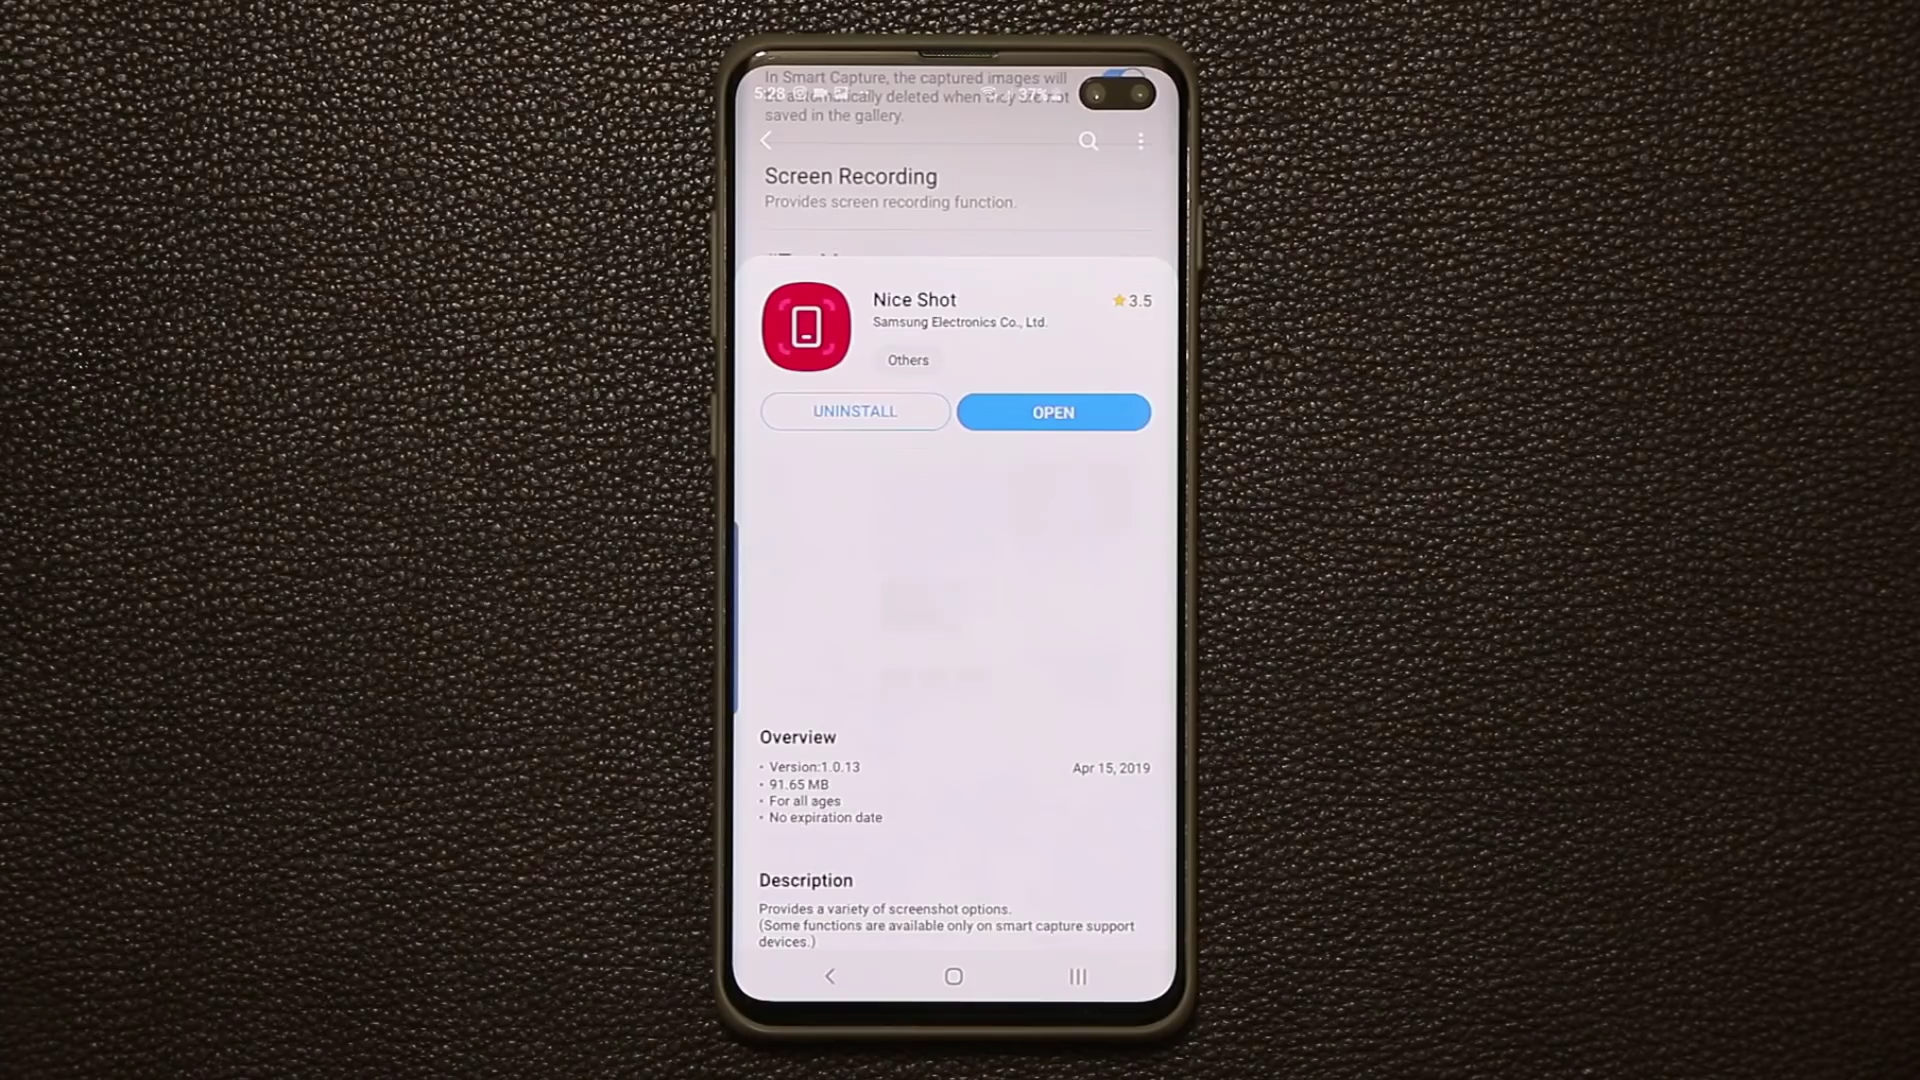 In Smart Capture, the captured images will
be automatically deleted when they are not
5:28
37%
saved in the gallery.
Screen Recording
Provides screen recording function.
Nice Shot
3.5
Samsung Electronics Co., Ltd.
Others
UNINSTALL
OPEN
Overview
• Version:1.0.13
Apr 15, 2019
• 91.65 MB
• For all ages
• No expiration date
Description
Provides a variety of screenshot options.
(Some functions are available only on smart capture support
devices.)